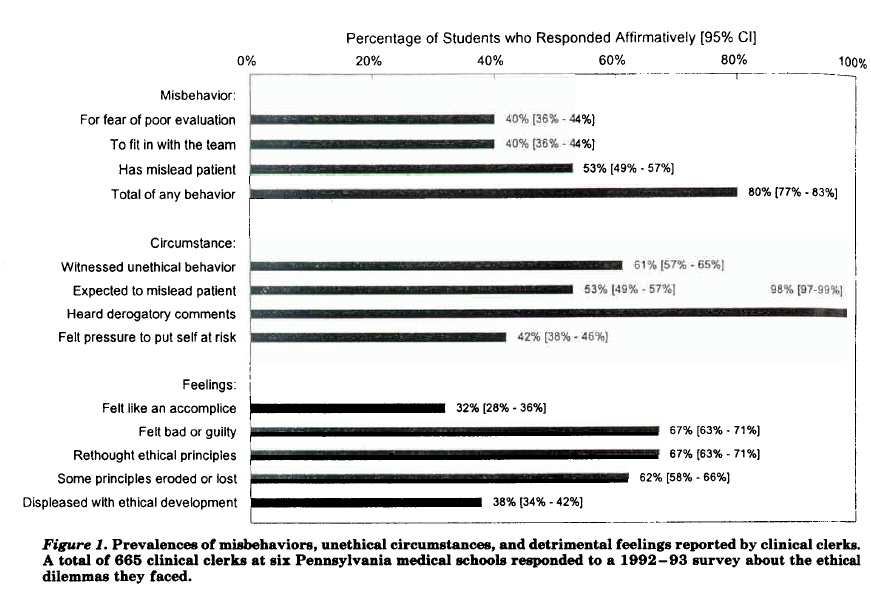 Percentage of Students who Responded Affirmatively [95% CI]
0% 20% 40% 60% 80% 100%
Misbehavior:
For fear of poor evaluation 40% [36% - 44%]
To fit in with the team 40% [36% - 44%]
Has mislead patient 53% [49% - 57%]
Total of any behavior 80% [77% - 83%]
Circumstance:
Witnessed unethical behavior 61% [57% - 65%]
Expected to mislead patient 53% [49% - 57%] 98% [97-99%]
Heard derogatory comments
Felt pressure to put self at risk 42% [38% - 46%]
Feelings:
Felt like an accomplice 32% [28% - 36%]
Felt bad or guilty 67% [63% - 71%]
Rethought ethical principles 67% [63% - 71%]
Some principles eroded or lost 62% [58% - 66%]
Displeased with ethical development 38% [34% - 42%]
Figure 1. Prevalences of misbehaviors, unethical circumstances, and detrimental feelings reported by clinical clerks.
A total of 665 clinical clerks at six Pennsylvania medical schools responded to a 1992–93 survey about the ethical
dilemmas they faced.